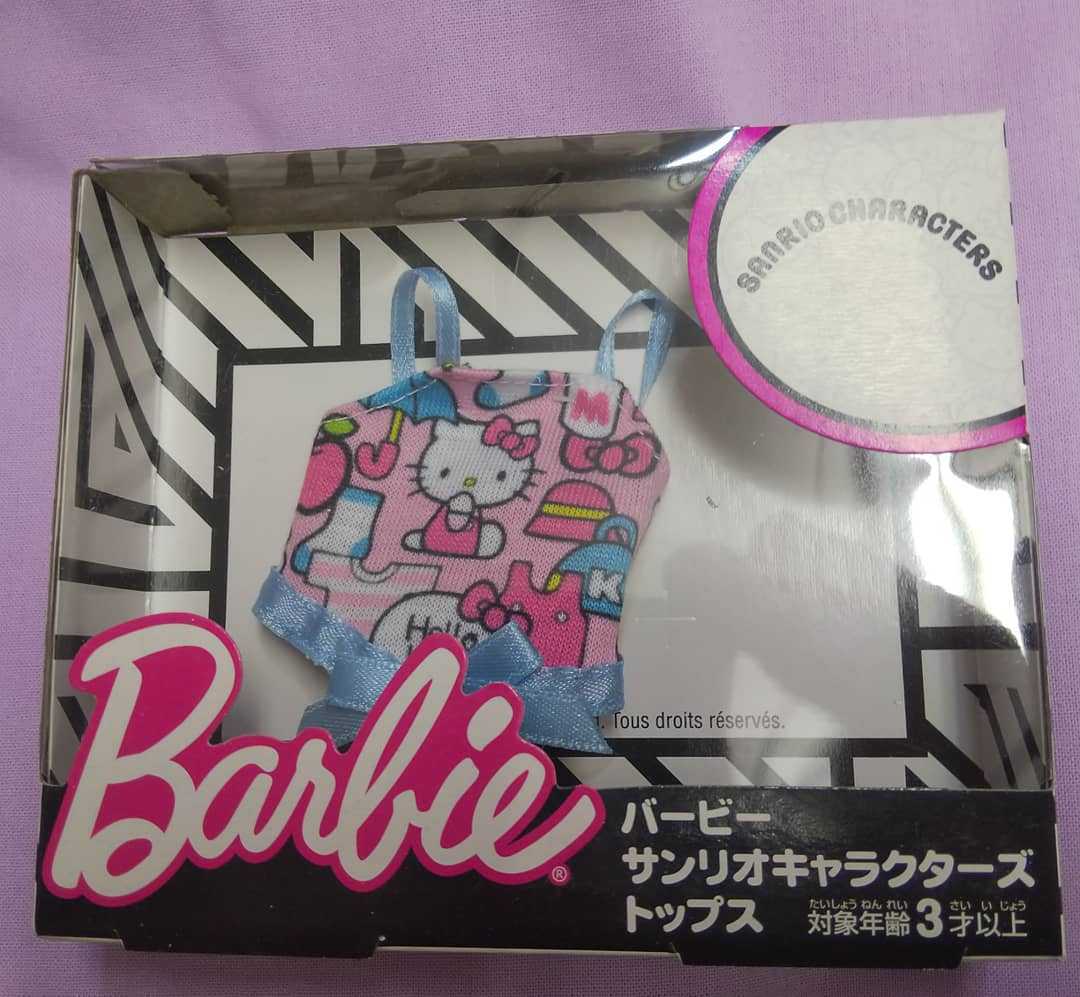 SANRIO CHARACTERS
M
K
Hello
. Tous droits réservés.
Barbie®
バービー
サンリオキャラクターズ
トップス
たいしょう ねん れい さい い じょう
対象年齢 3 才以上